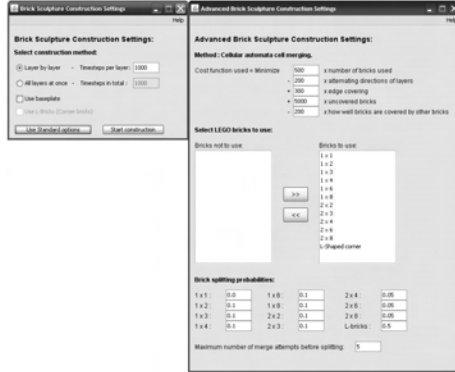 Brick Sculpture Construction Settings
Help
Brick Sculpture Construction Settings:
Select construction method:
Layer by layer - Timesteps per layer: 1000
All layers at once - Timesteps in total : 1000
Use baseplate
Use L-Bricks (Corner bricks)
Use Standard options Start construction
Advanced Brick Sculpture Construction Settings
Help
Advanced Brick Sculpture Construction Settings:
Method : Cellular automata cell merging.
Cost function used = Minimize 500 x number of bricks used
- 200 x alternating directions of layers
+ 300 x edge covering
+ 5000 x uncovered bricks
- 200 x how well bricks are covered by other bricks
Select LEGO bricks to use:
Bricks not to use: Bricks to use:
1 x 1
1 x 2
1 x 3
1 x 4
1 x 6
1 x 8
2 x 2
2 x 3
2 x 4
2 x 6
2 x 8
L-Shaped corner
>>
<<
Brick splitting probabilities:
1 x 1 : 0.0 1 x 6 : 0.1 2 x 4 : 0.05
1 x 2 : 0.1 1 x 8 : 0.1 2 x 6 : 0.05
1 x 3 : 0.1 2 x 2 : 0.1 2 x 8 : 0.05
1 x 4 : 0.1 2 x 3 : 0.1 L-bricks : 0.5
Maximum number of merge attempts before splitting: 5